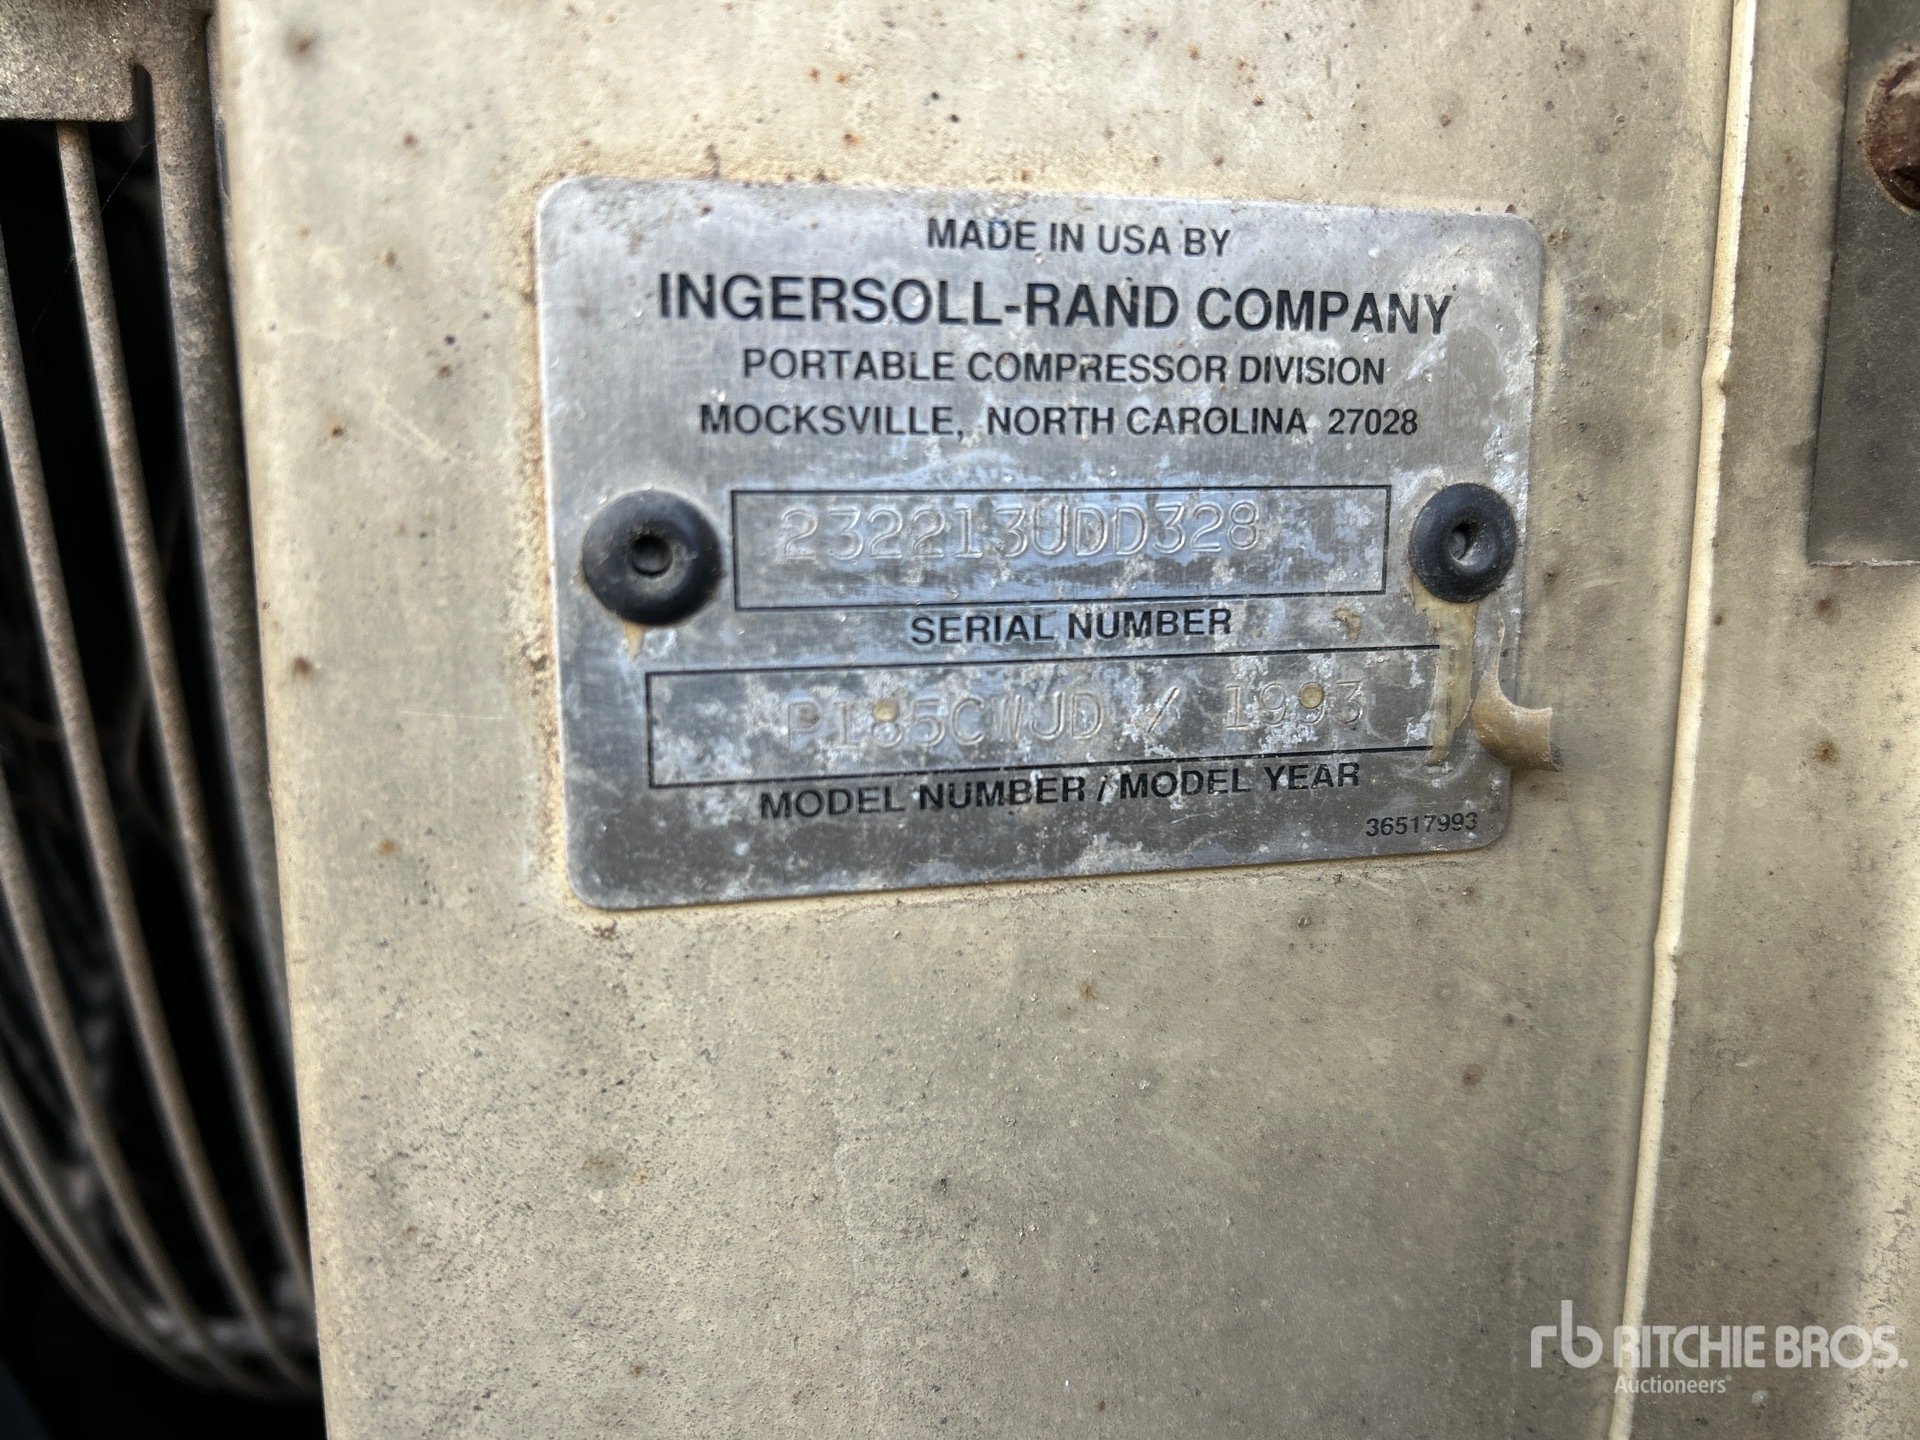 MADE IN USA BY
INGERSOLL-RAND COMPANY
PORTABLE COMPRESSOR DIVISION
MOCKSVILLE, NORTH CAROLINA 27028
232213UDD328
SERIAL NUMBER
P185CWJD / 1993
MODEL NUMBER / MODEL YEAR
36517993
rb RITCHIE BROS.
Auctioneers